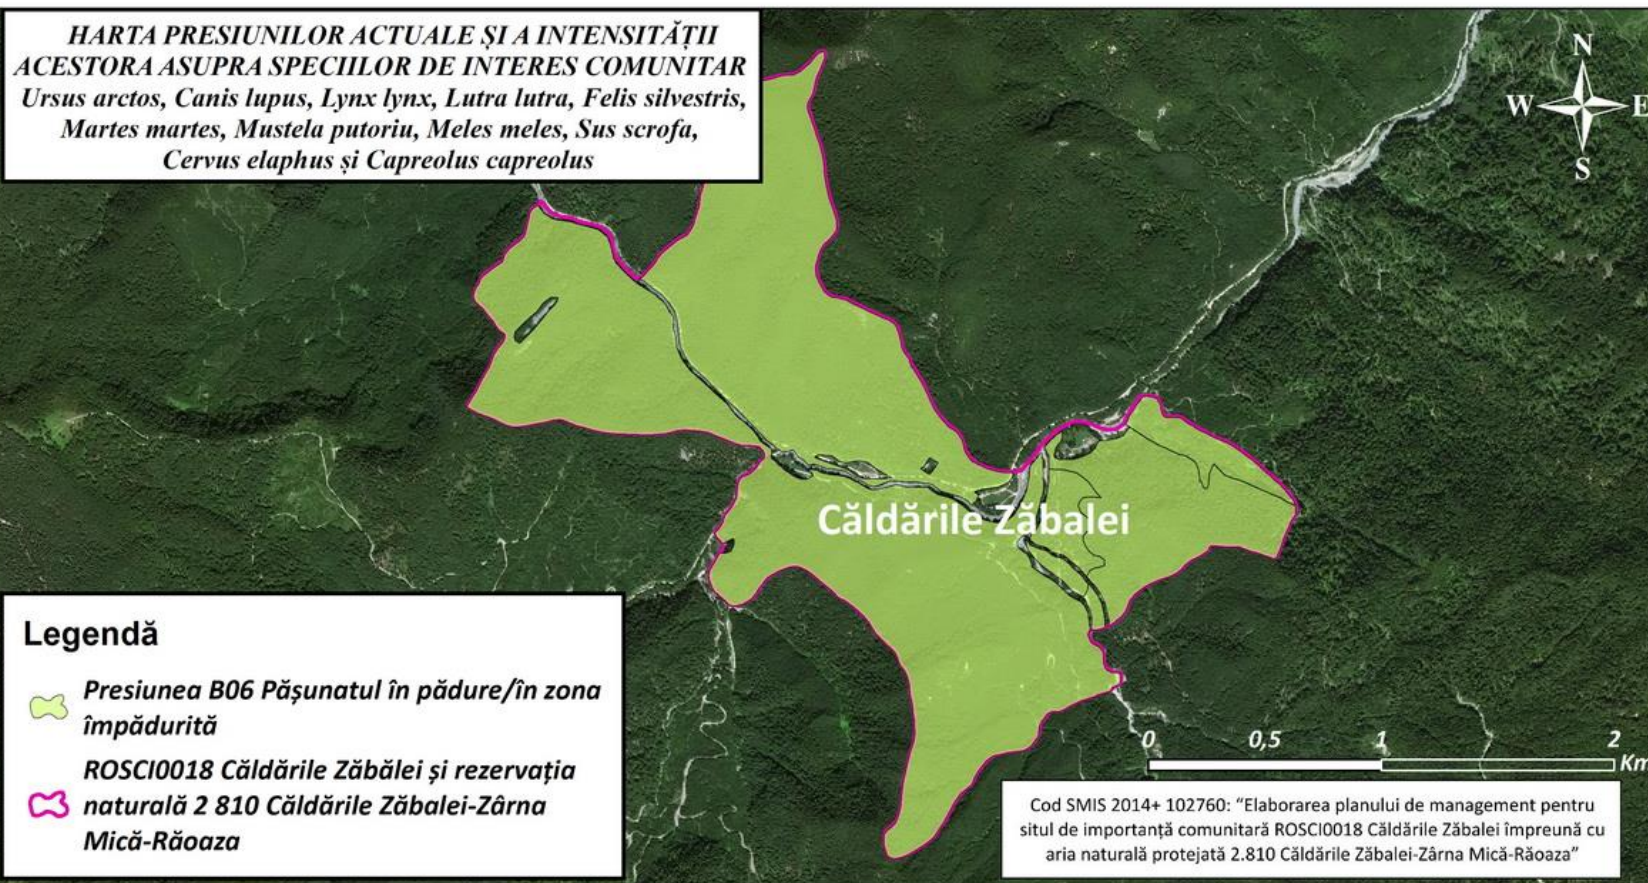 HARTA PRESIUNILOR ACTUALE ȘI A INTENSITĂȚII
ACESTORA ASUPRA SPECIILOR DE INTERES COMUNITAR
Ursus arctos, Canis lupus, Lynx lynx, Lutra lutra, Felis silvestris,
Martes martes, Mustela putoriu, Meles meles, Sus scrofa,
Cervus elaphus și Capreolus capreolus
N
W E
S
Căldările Zăbalei
Legendă
Presiunea B06 Pășunatul în pădure/în zona
împădurită
ROSCI0018 Căldările Zăbălei și rezervația
naturală 2 810 Căldările Zăbalei-Zârna
Mică-Răoaza
0 0,5 1 2
Km
Cod SMIS 2014+ 102760: “Elaborarea planului de management pentru
situl de importanță comunitară ROSCI0018 Căldările Zăbalei împreună cu
aria naturală protejată 2.810 Căldările Zăbalei-Zârna Mică-Răoaza”